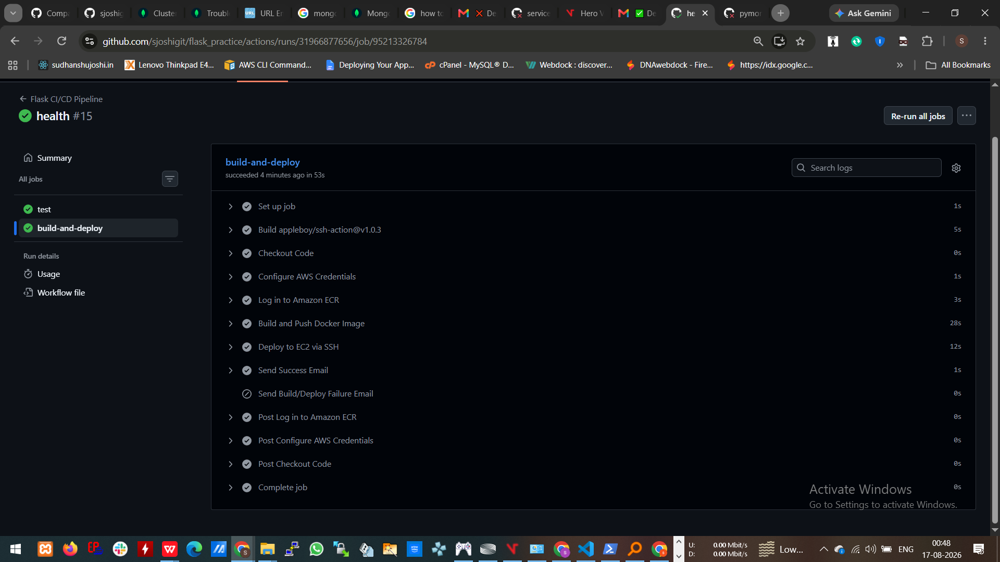 Compa
sjoshig
Cluster
Troubl
URL En
mongo
Mongo
how to
De
service
Hero V
De
he
pymon
Ask Gemini
github.com/sjoshigit/flask_practice/actions/runs/31966877656/job/95213326784
S
sudhanshujoshi.in
Lenovo Thinkpad E4...
AWS CLI Command...
Deploying Your App...
cPanel - MySQL® D...
Webdock : discover...
DNAwebdock - Fire...
https://idx.google.c...
All Bookmarks
Flask CI/CD Pipeline
health #15
Re-run all jobs
Summary
All jobs
test
build-and-deploy
Run details
Usage
Workflow file
build-and-deploy
succeeded 4 minutes ago in 53s
Search logs
Set up job 1s
Build appleboy/ssh-action@v1.0.3 5s
Checkout Code 0s
Configure AWS Credentials 1s
Log in to Amazon ECR 3s
Build and Push Docker Image 28s
Deploy to EC2 via SSH 12s
Send Success Email 1s
Send Build/Deploy Failure Email 0s
Post Log in to Amazon ECR 0s
Post Configure AWS Credentials 0s
Post Checkout Code 0s
Complete job 0s
Activate Windows
Go to Settings to activate Windows.
U: 0.00 Mbit/s
D: 0.00 Mbit/s
Low...
ENG
00:48
17-08-2026